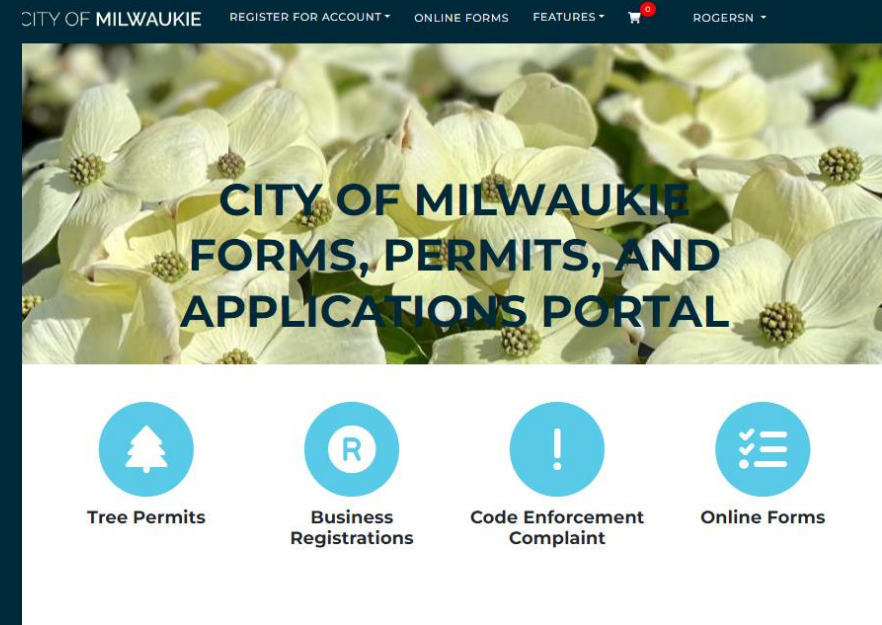 CITY OF MILWAUKIE
REGISTER FOR ACCOUNT
ONLINE FORMS
FEATURES
0
ROGERSN
CITY OF MILWAUKIE
FORMS, PERMITS, AND
APPLICATIONS PORTAL
R
Tree Permits
Business
Registrations
!
Code Enforcement
Complaint
Online Forms